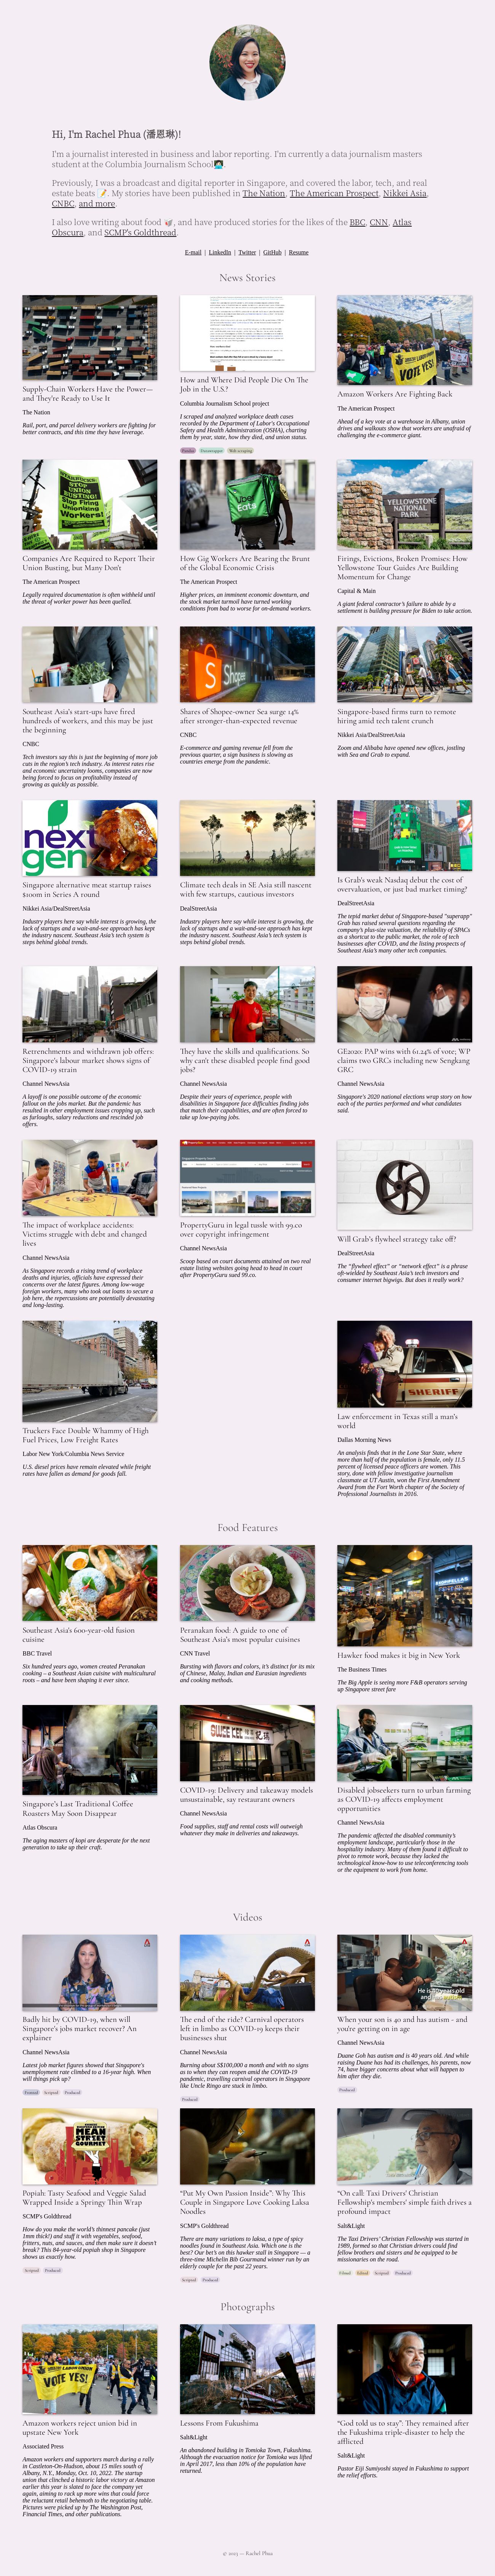 Hi, I'm Rachel Phua (潘恩琳)!
I'm a journalist interested in business and labor reporting. I'm currently a data journalism masters
student at the Columbia Journalism School👩🏻‍💻.
Previously, I was a broadcast and digital reporter in Singapore, and covered the labor, tech, and real
estate beats 📝. My stories have been published in The Nation, The American Prospect, Nikkei Asia,
CNBC, and more.
I also love writing about food 🥡, and have produced stories for the likes of the BBC, CNN, Atlas
Obscura, and SCMP's Goldthread.
E-mail | LinkedIn | Twitter | GitHub | Resume
News Stories
Supply-Chain Workers Have the Power—
and They're Ready to Use It
The Nation
Rail, port, and parcel delivery workers are fighting for
better contracts, and this time they have leverage.
How and Where Did People Die On The
Job in the U.S.?
Columbia Journalism School project
I scraped and analyzed workplace death cases
recorded by the Department of Labor's Occupational
Safety and Health Administration (OSHA), charting
them by year, state, how they died, and union status.
Pandas
Datawrapper
Web scraping
Amazon Workers Are Fighting Back
The American Prospect
Ahead of a key vote at a warehouse in Albany, union
drives and walkouts show that workers are unafraid of
challenging the e-commerce giant.
VOTE YES!
STARBUCKS
STOP
UNION
BUSTING!
Stop Firing
Unionizing
Workers!
Companies Are Required to Report Their
Union Busting, but Many Don't
The American Prospect
Legally required documentation is often withheld until
the threat of worker power has been quelled.
Uber
Eats
How Gig Workers Are Bearing the Brunt
of the Global Economic Crisis
The American Prospect
Higher prices, an imminent economic downturn, and
the stock market turmoil have turned working
conditions from bad to worse for on-demand workers.
YELLOWSTONE
NATIONAL
PARK
Firings, Evictions, Broken Promises: How
Yellowstone Tour Guides Are Building
Momentum for Change
Capital & Main
A giant federal contractor's failure to abide by a
settlement is building pressure for Biden to take action.
Southeast Asia's start-ups have fired
hundreds of workers, and this may be just
the beginning
CNBC
Tech investors say this is just the beginning of more job
cuts in the region's tech industry. As interest rates rise
and economic uncertainty looms, companies are now
being forced to focus on profitability instead of
growing as quickly as possible.
Shopee
Shares of Shopee-owner Sea surge 14%
after stronger-than-expected revenue
CNBC
E-commerce and gaming revenue fell from the
previous quarter, a sign business is slowing as
countries emerge from the pandemic.
Singapore-based firms turn to remote
hiring amid tech talent crunch
Nikkei Asia/DealStreetAsia
Zoom and Alibaba have opened new offices, jostling
with Sea and Grab to expand.
next
gen
Singapore alternative meat startup raises
$100m in Series A round
Nikkei Asia/DealStreetAsia
Industry players here say while interest is growing, the
lack of startups and a wait-and-see approach has kept
the industry nascent. Southeast Asia's tech system is
steps behind global trends.
Climate tech deals in SE Asia still nascent
with few startups, cautious investors
DealStreetAsia
Industry players here say while interest is growing, the
lack of startups and a wait-and-see approach has kept
the industry nascent. Southeast Asia's tech system is
steps behind global trends.
Nasdaq
Is Grab's weak Nasdaq debut the cost of
overvaluation, or just bad market timing?
DealStreetAsia
The tepid market debut of Singapore-based "superapp"
Grab has raised several questions regarding the
company's plus-size valuation, the reliability of SPACs
as a shortcut to the public market, the role of tech
businesses after COVID, and the listing prospects of
Southeast Asia's many other tech companies.
Retrenchments and withdrawn job offers:
Singapore's labour market shows signs of
COVID-19 strain
Channel NewsAsia
A layoff is one possible outcome of the economic
fallout on the jobs market. But the pandemic has
resulted in other employment issues cropping up, such
as furloughs, salary reductions and rescinded job
offers.
They have the skills and qualifications. So
why can't these disabled people find good
jobs?
Channel NewsAsia
Despite their years of experience, people with
disabilities in Singapore face difficulties finding jobs
that match their capabilities, and are often forced to
take up low-paying jobs.
GE2020: PAP wins with 61.24% of vote; WP
claims two GRCs including new Sengkang
GRC
Channel NewsAsia
Singapore's 2020 national elections wrap story on how
each of the parties performed and what candidates
said.
The impact of workplace accidents:
Victims struggle with debt and changed
lives
Channel NewsAsia
As Singapore records a rising trend of workplace
deaths and injuries, officials have expressed their
concerns over the latest figures. Among low-wage
foreign workers, many who took out loans to secure a
job here, the repercussions are potentially devastating
and long-lasting.
PropertyGuru in legal tussle with 99.co
over copyright infringement
Channel NewsAsia
Scoop based on court documents attained on two real
estate listing websites going head to head in court
after PropertyGuru sued 99.co.
Will Grab's flywheel strategy take off?
DealStreetAsia
The "flywheel effect" or "network effect" is a phrase
oft-wielded by Southeast Asia's tech investors and
consumer internet bigwigs. But does it really work?
Truckers Face Double Whammy of High
Fuel Prices, Low Freight Rates
Labor New York/Columbia News Service
U.S. diesel prices have remain elevated while freight
rates have fallen as demand for goods fall.
SHERIFF
Law enforcement in Texas still a man's
world
Dallas Morning News
An analysis finds that in the Lone Star State, where
more than half of the population is female, only 11.5
percent of licensed peace officers are women. This
story, done with fellow investigative journalism
classmate at UT Austin, won the First Amendment
Award from the Fort Worth chapter of the Society of
Professional Journalists in 2016.
Food Features
Southeast Asia's 600-year-old fusion
cuisine
BBC Travel
Six hundred years ago, women created Peranakan
cooking – a Southeast Asian cuisine with multicultural
roots – and have been shaping it ever since.
Peranakan flavor: A guide to one of
Southeast Asia's most popular cuisines
CNN Travel
Bursting with flavors and colors, it's distinct for its mix
of Chinese, Malay, Indian and Eurasian ingredients
and cooking methods.
Hawker food makes it big in New York
The Business Times
The Big Apple is seeing more F&B operators serving
up Singapore street fare
Singapore's Last Traditional Coffee
Roasters May Soon Disappear
Atlas Obscura
The aging masters of kopi are desperate for the next
generation to take up their craft.
SWEE KEE
COVID-19: Delivery and takeaway models
unsustainable, say restaurant owners
Channel NewsAsia
Food supplies, staff and rental costs will outweigh
whatever they make in deliveries and takeaways.
Disabled jobseekers turn to urban farming
as COVID-19 affects employment
opportunities
Channel NewsAsia
The pandemic affected the disabled community's
employment landscape, particularly those in the
hospitality industry. Many of them found it difficult to
pivot to remote work, because they lacked the
technological know-how to use teleconferencing tools
or the equipment to work from home.
Videos
Badly hit by COVID-19, when will
Singapore's jobs market recover? An
explainer
Channel NewsAsia
Latest job market figures showed that Singapore's
unemployment rate climbed to a 16-year high. When
will things pick up?
Fronted
Scripted
Produced
The end of the ride? Carnival operators
left in limbo as COVID-19 keeps their
businesses shut
Channel NewsAsia
Burning about S$100,000 a month and with no signs
as to when they can reopen amid the COVID-19
pandemic, travelling carnival operators in Singapore
like Uncle Ringo are stuck in limbo.
Produced
He is 40 years old
When your son is 40 and has autism - and
you're getting on in age
Channel NewsAsia
Duane Goh has autism and is 40 years old. And while
raising Duane has had its challenges, his parents, now
74, have bigger concerns about what will happen to
him after they die.
Produced
MEAN
STREET
GOURMET
Popiah: Tasty Seafood and Veggie Salad
Wrapped Inside a Springy Thin Wrap
SCMP's Goldthread
How do you make the world's thinnest pancake (just
1mm thick!) and stuff it with vegetables, seafood,
fritters, nuts, and sauces, and then make sure it doesn't
break? This 84-year-old popiah shop in Singapore
shows us exactly how.
Scripted
Produced
"Put My Own Passion Inside": Why This
Couple in Singapore Love Cooking Laksa
Noodles
SCMP's Goldthread
There are many variations to laksa, a type of spicy
noodles found in Southeast Asia. Which one is the
best? Our bet's on this hawker stall in Singapore — a
three-time Michelin Bib Gourmand winner run by an
elderly couple for the past 22 years.
Scripted
Produced
"On call: Taxi Drivers' Christian
Fellowship's members' simple faith drives a
profound impact
Salt&Light
The Taxi Drivers' Christian Fellowship was started in
1989, formed so that Christian drivers could find
fellow brothers and sisters and be equipped to be
missionaries on the road.
Filmed
Edited
Scripted
Produced
Photographs
VOTE YES!
Amazon workers reject union bid in
upstate New York
Associated Press
Amazon workers and supporters march during a rally
in Castleton-On-Hudson, about 15 miles south of
Albany, N.Y., Monday, Oct. 10, 2022. The startup
union that clinched a historic labor victory at Amazon
earlier this year is slated to face the company yet
again, aiming to rack up more wins that could force
the reluctant retail behemoth to the negotiating table.
Pictures were picked up by The Washington Post,
Financial Times, and other publications.
Lessons From Fukushima
Salt&Light
An abandoned building in Tomioka Town, Fukushima.
Although the evacuation notice for Tomioka was lifted
in April 2017, less than 10% of the population have
returned.
"God told us to stay": They remained after
the Fukushima triple-disaster to help the
afflicted
Salt&Light
Pastor Eiji Sumiyoshi stayed in Fukushima to support
the relief efforts.
© 2023 — Rachel Phua